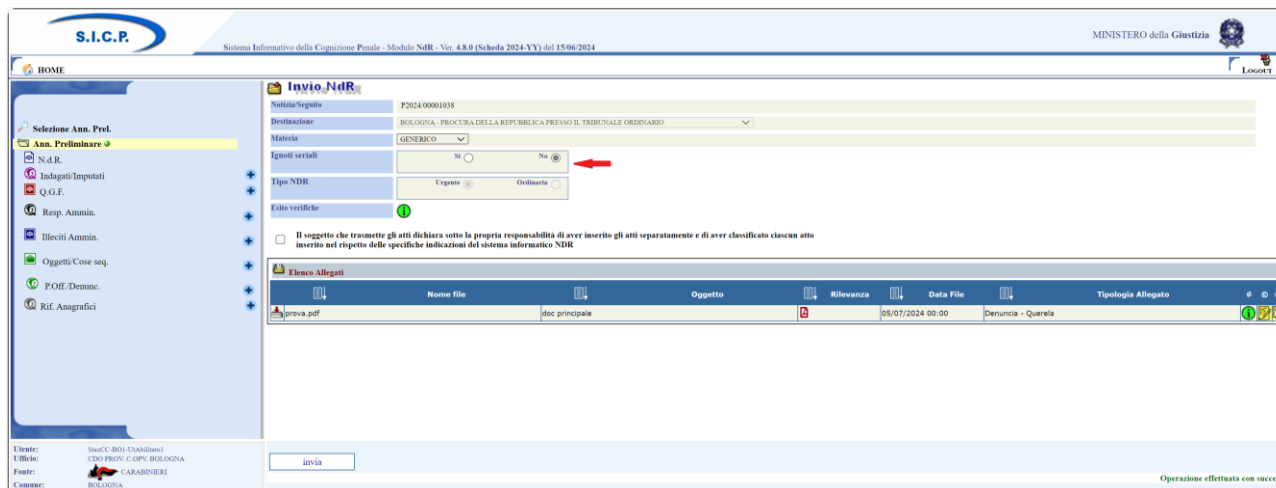 S.I.C.P.
Sistema Informativo della Cognizione Penale - Modulo NdR - Ver. 4.8.0 (Scheda 2024-YY) del 15/06/2024
MINISTERO della Giustizia
HOME
LOGOUT
Invio NdR
Notizia/Seguito P2024/00001038
Destinazione BOLOGNA - PROCURA DELLA REPUBBLICA PRESSO IL TRIBUNALE ORDINARIO
Materia GENERICO
Ignoti seriali Si No
Tipo NDR Urgente Ordinaria
Esito verifiche
Selezione Ann. Prel.
Ann. Preliminare
N.d.R.
Indagati/Imputati
Q.G.F.
Resp. Ammin.
Illeciti Ammin.
Oggetti/Cose seq.
P.Off./Denunc.
Rif. Anagrafici
Il soggetto che trasmette gli atti dichiara sotto la propria responsabilità di aver inserito gli atti separatamente e di aver classificato ciascun atto
inserito nel rispetto delle specifiche indicazioni del sistema informatico NDR
Elenco Allegati
Nome file Oggetto Rilevanza Data File Tipologia Allegato
prova.pdf doc principale 05/07/2024 00:00 Denuncia - Querela
Utente: StazCC-BO1-UtAbilitato1
Ufficio: CDO PROV. C.OPV. BOLOGNA
Fonte: CARABINIERI
Comune: BOLOGNA
invia
Operazione effettuata con succe